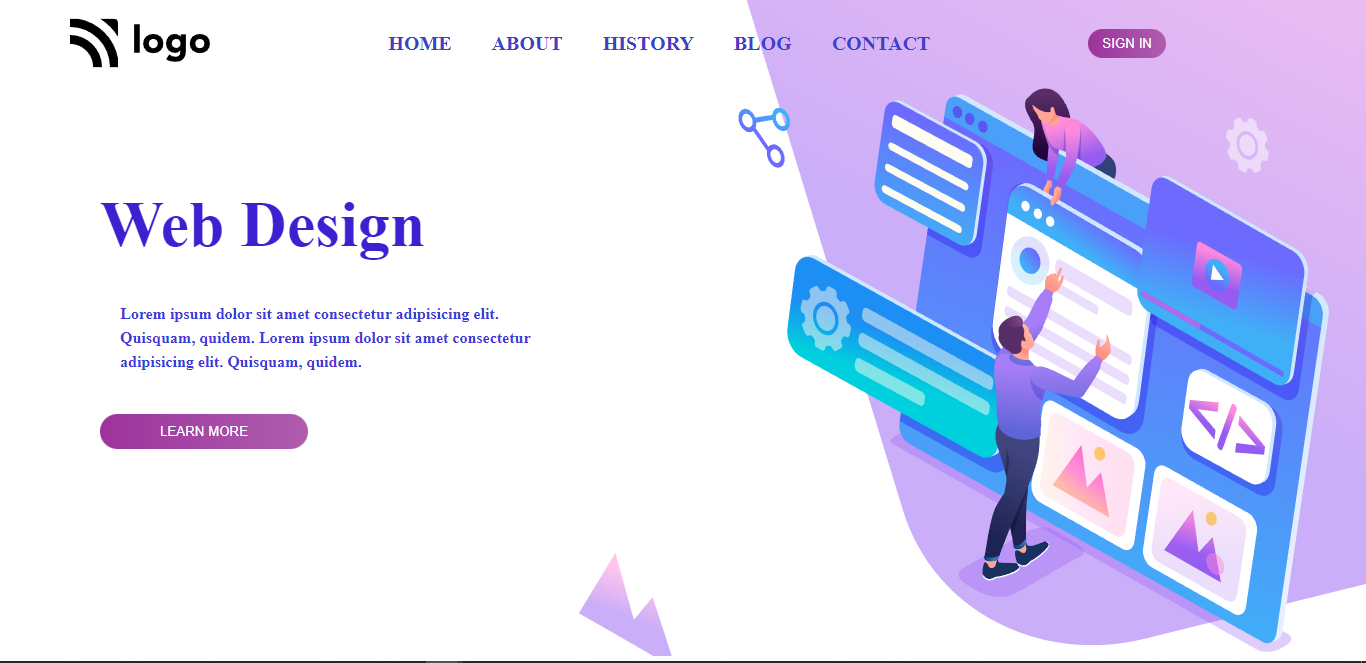 logo
HOME ABOUT HISTORY BLOG CONTACT SIGN IN
Web Design
Lorem ipsum dolor sit amet consectetur adipisicing elit.
Quisquam, quidem. Lorem ipsum dolor sit amet consectetur
adipisicing elit. Quisquam, quidem.
LEARN MORE
</>